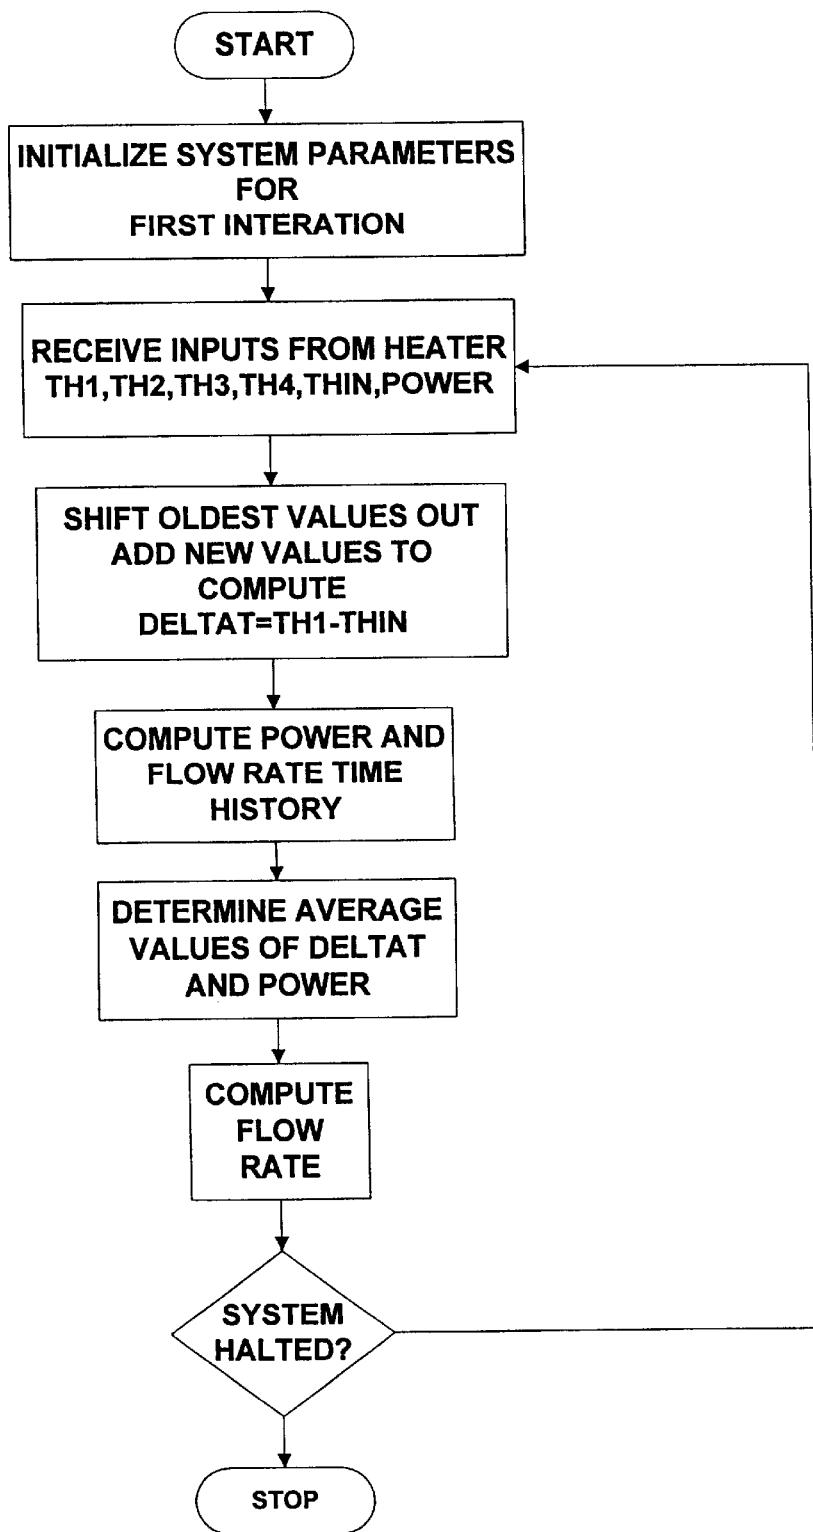 START
INITIALIZE SYSTEM PARAMETERS
FOR
FIRST INTERATION
RECEIVE INPUTS FROM HEATER
TH1,TH2,TH3,TH4,THIN,POWER
SHIFT OLDEST VALUES OUT
ADD NEW VALUES TO
COMPUTE
DELTAT=TH1-THIN
COMPUTE POWER AND
FLOW RATE TIME
HISTORY
DETERMINE AVERAGE
VALUES OF DELTAT
AND POWER
COMPUTE
FLOW
RATE
SYSTEM
HALTED?
STOP